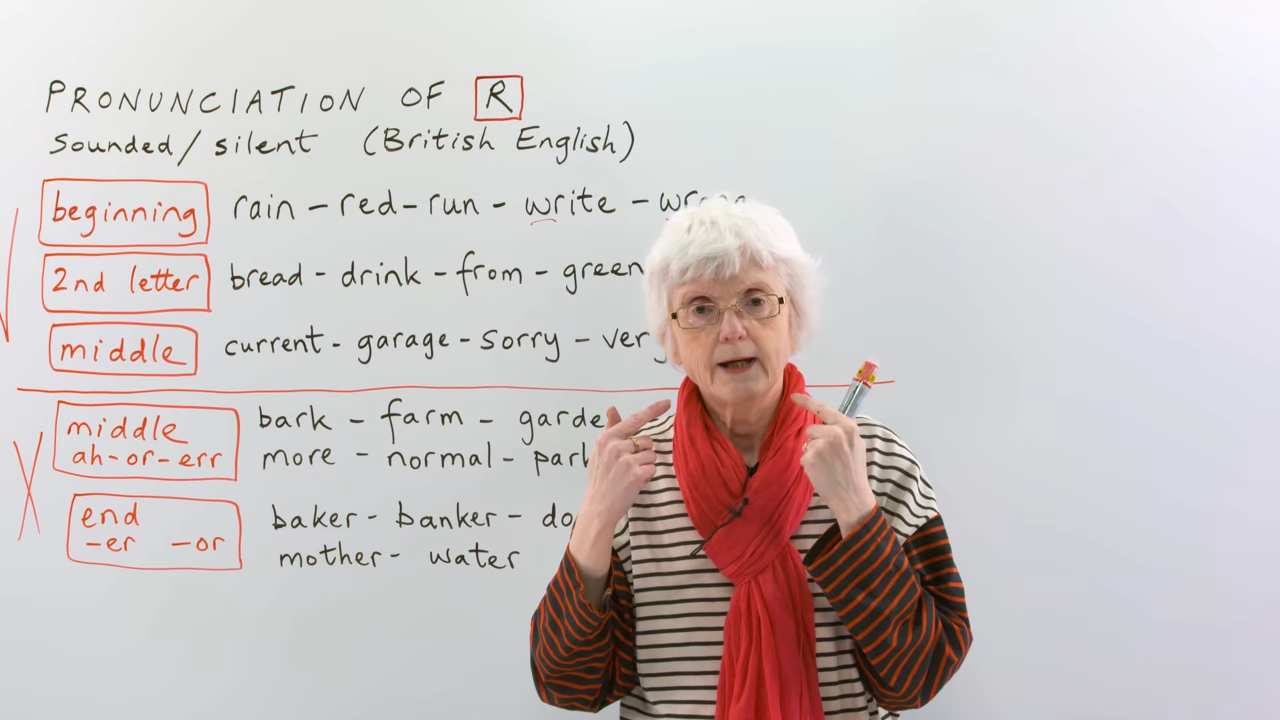 PRONUNCIATION OF R
sounded/silent (British English)
beginning rain – red – run – write –
2nd letter bread – drink – from – green
middle current – garage – sorry –
middle bark – farm –
ah-or-err more – normal –
end baker – banker –
-er -or mother – water